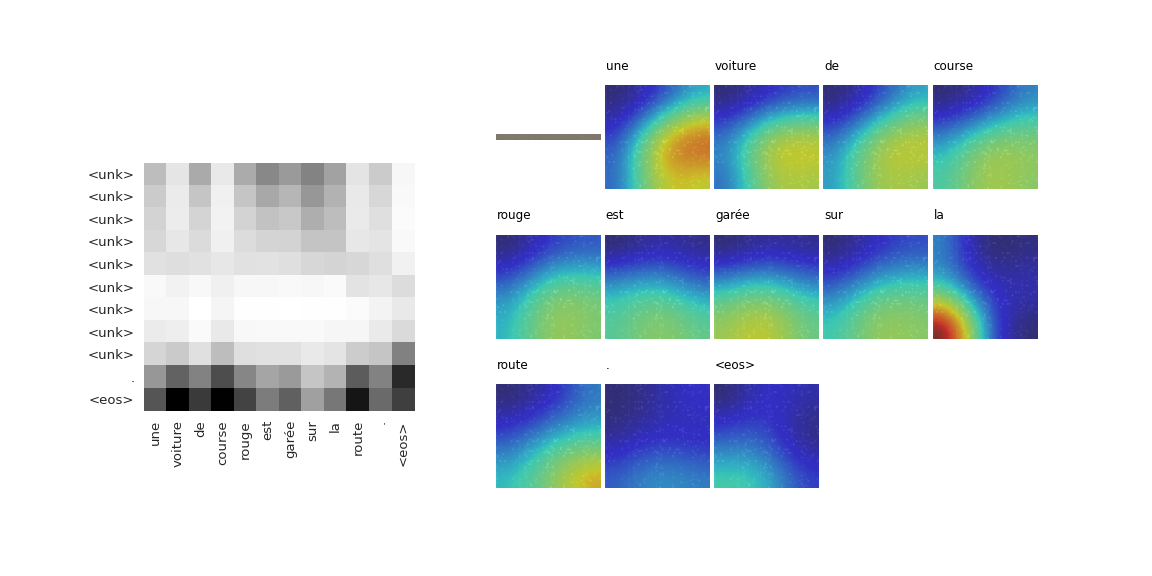 <unk>
<unk>
<unk>
<unk>
<unk>
<unk>
<unk>
<unk>
<unk>
.
<eos>
une voiture de course rouge est garée sur la route . <eos>
une voiture de course
rouge est garée sur la
route . <eos>